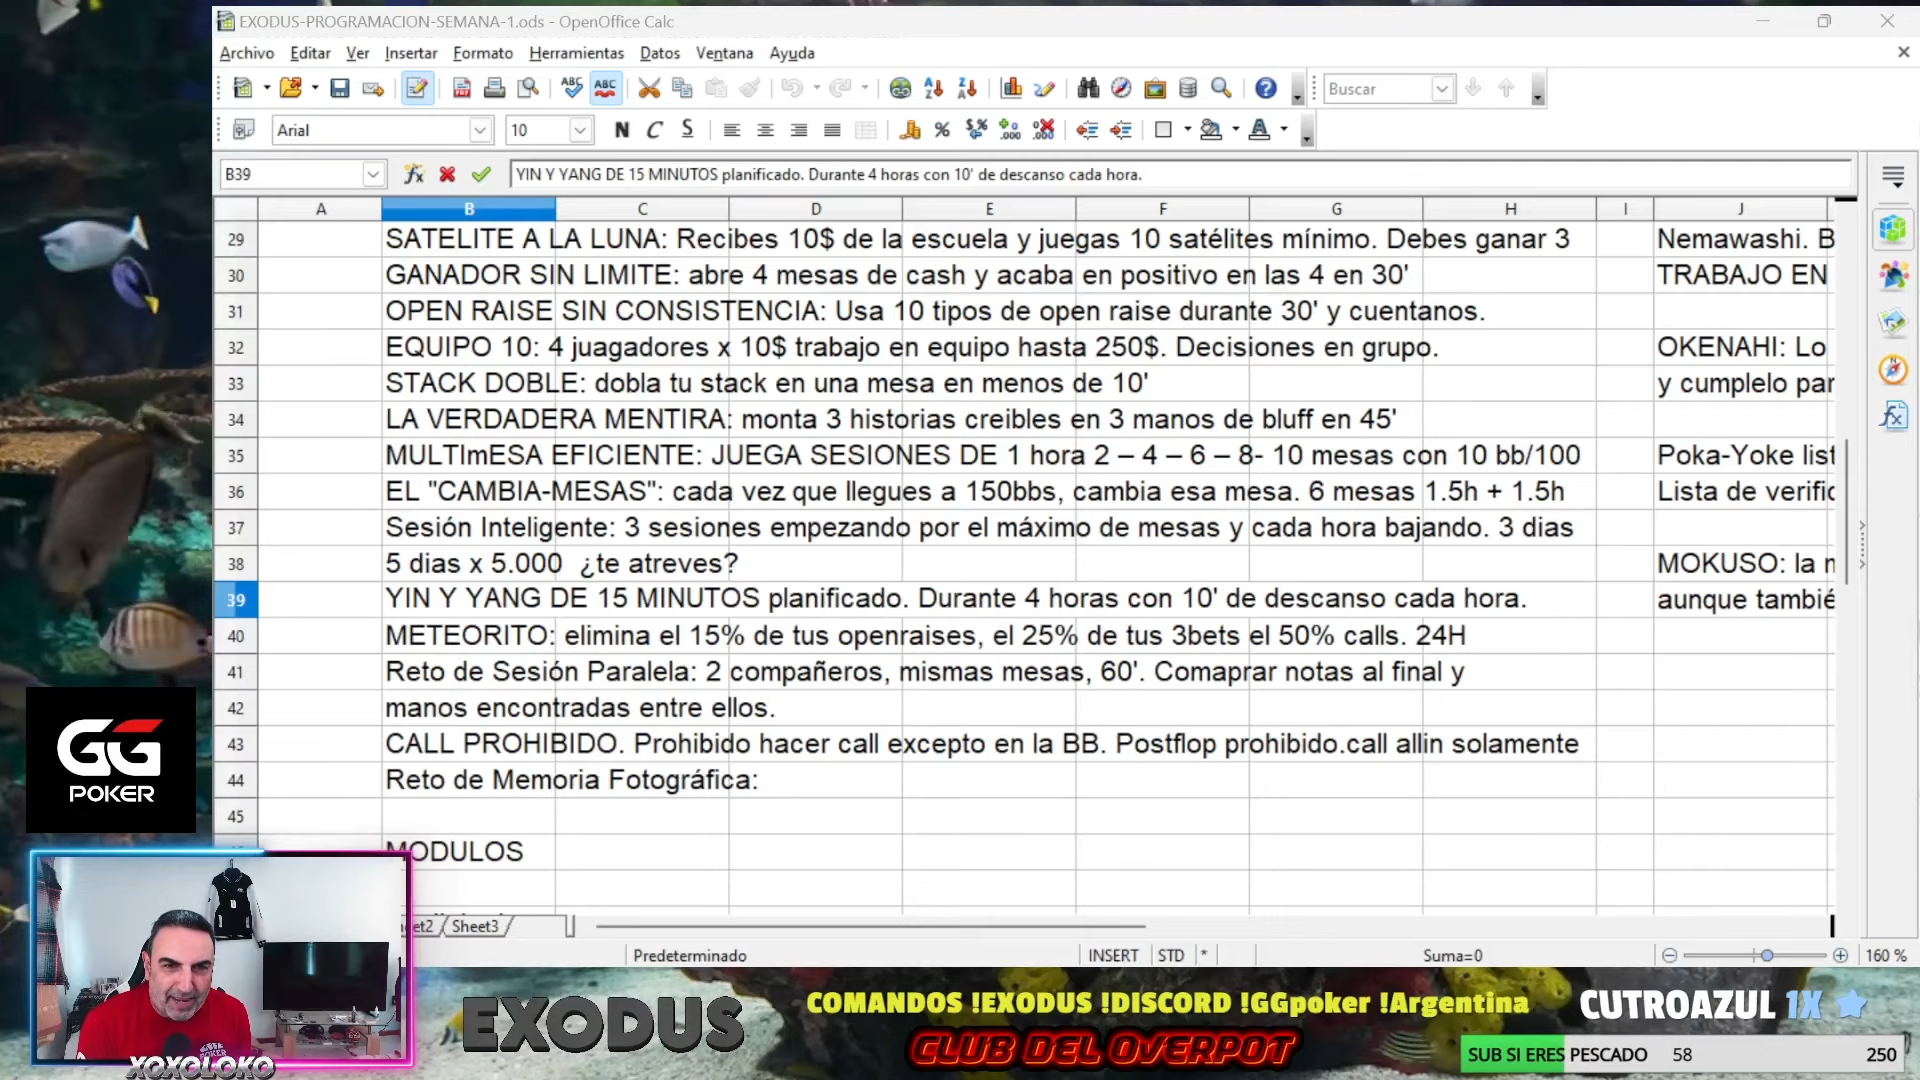 EXODUS-PROGRAMACION-SEMANA-1.ods - OpenOffice Calc
Archivo Editar Ver Insertar Formato Herramientas Datos Ventana Ayuda
Buscar
Arial 10 N C S
B39 YIN Y YANG DE 15 MINUTOS planificado. Durante 4 horas con 10' de descanso cada hora.
A B C D E F G H I J
29 SATELITE A LA LUNA: Recibes 10$ de la escuela y juegas 10 satélites mínimo. Debes ganar 3 Nemawashi. B
30 GANADOR SIN LIMITE: abre 4 mesas de cash y acaba en positivo en las 4 en 30' TRABAJO EN
31 OPEN RAISE SIN CONSISTENCIA: Usa 10 tipos de open raise durante 30' y cuentanos.
32 EQUIPO 10: 4 juagadores x 10$ trabajo en equipo hasta 250$. Decisiones en grupo. OKENAHI: Lo
33 STACK DOBLE: dobla tu stack en una mesa en menos de 10' y cumplelo par
34 LA VERDADERA MENTIRA: monta 3 historias creibles en 3 manos de bluff en 45'
35 MULTImESA EFICIENTE: JUEGA SESIONES DE 1 hora 2 – 4 – 6 – 8- 10 mesas con 10 bb/100 Poka-Yoke list
36 EL "CAMBIA-MESAS": cada vez que llegues a 150bbs, cambia esa mesa. 6 mesas 1.5h + 1.5h Lista de verific
37 Sesión Inteligente: 3 sesiones empezando por el máximo de mesas y cada hora bajando. 3 dias
38 5 dias x 5.000 ¿te atreves? MOKUSO: la m
39 YIN Y YANG DE 15 MINUTOS planificado. Durante 4 horas con 10' de descanso cada hora. aunque tambié
40 METEORITO: elimina el 15% de tus openraises, el 25% de tus 3bets el 50% calls. 24H
41 Reto de Sesión Paralela: 2 compañeros, mismas mesas, 60'. Comaprar notas al final y
42 manos encontradas entre ellos.
43 CALL PROHIBIDO. Prohibido hacer call excepto en la BB. Postflop prohibido.call allin solamente
44 Reto de Memoria Fotográfica:
45
MODULOS
Sheet3
Predeterminado INSERT STD * Suma=0 160 %
GG
POKER
XOXOLOKO
EXODUS
COMANDOS !EXODUS !DISCORD !GGpoker !Argentina
CLUB DEL OVERPOT
CUTROAZUL 1X
SUB SI ERES PESCADO 58 250